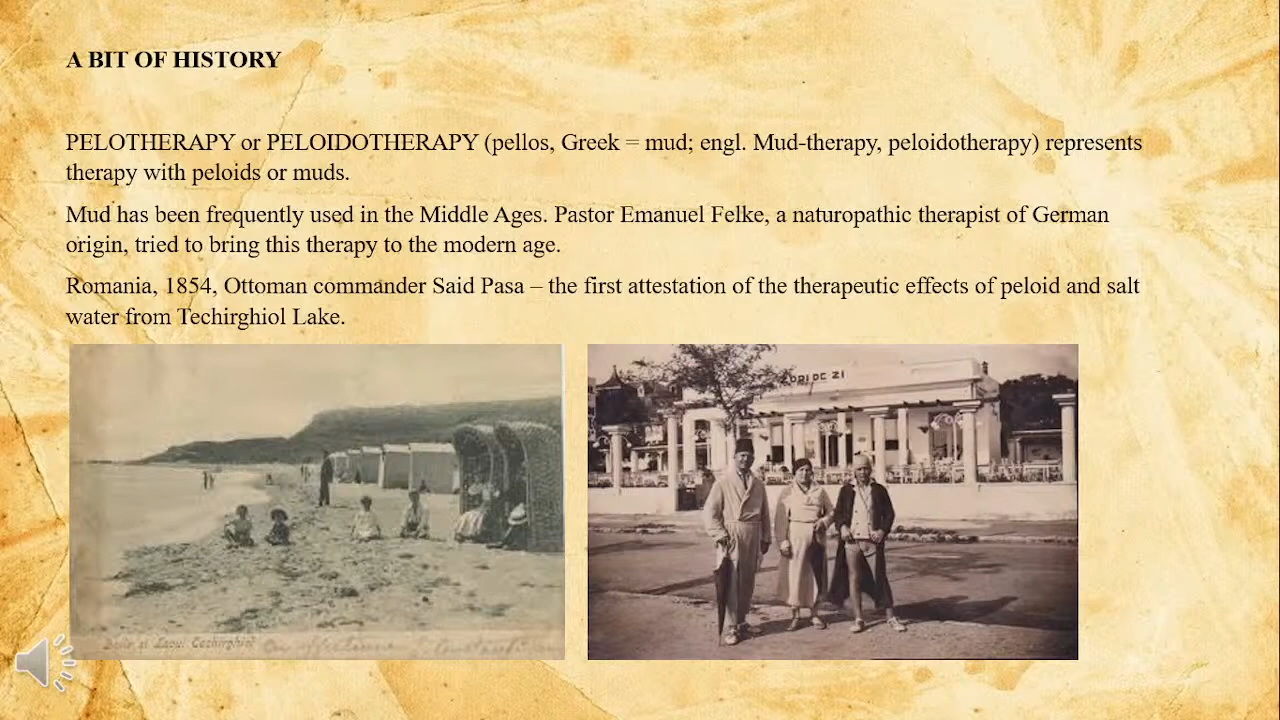 A BIT OF HISTORY
PELOTHERAPY or PELOIDOTHERAPY (pellos, Greek = mud; engl. Mud-therapy, peloidotherapy) represents
therapy with peloids or muds.
Mud has been frequently used in the Middle Ages. Pastor Emanuel Felke, a naturopathic therapist of German
origin, tried to bring this therapy to the modern age.
Romania, 1854, Ottoman commander Said Pasa – the first attestation of the therapeutic effects of peloid and salt
water from Techirghiol Lake.
Techirghiol